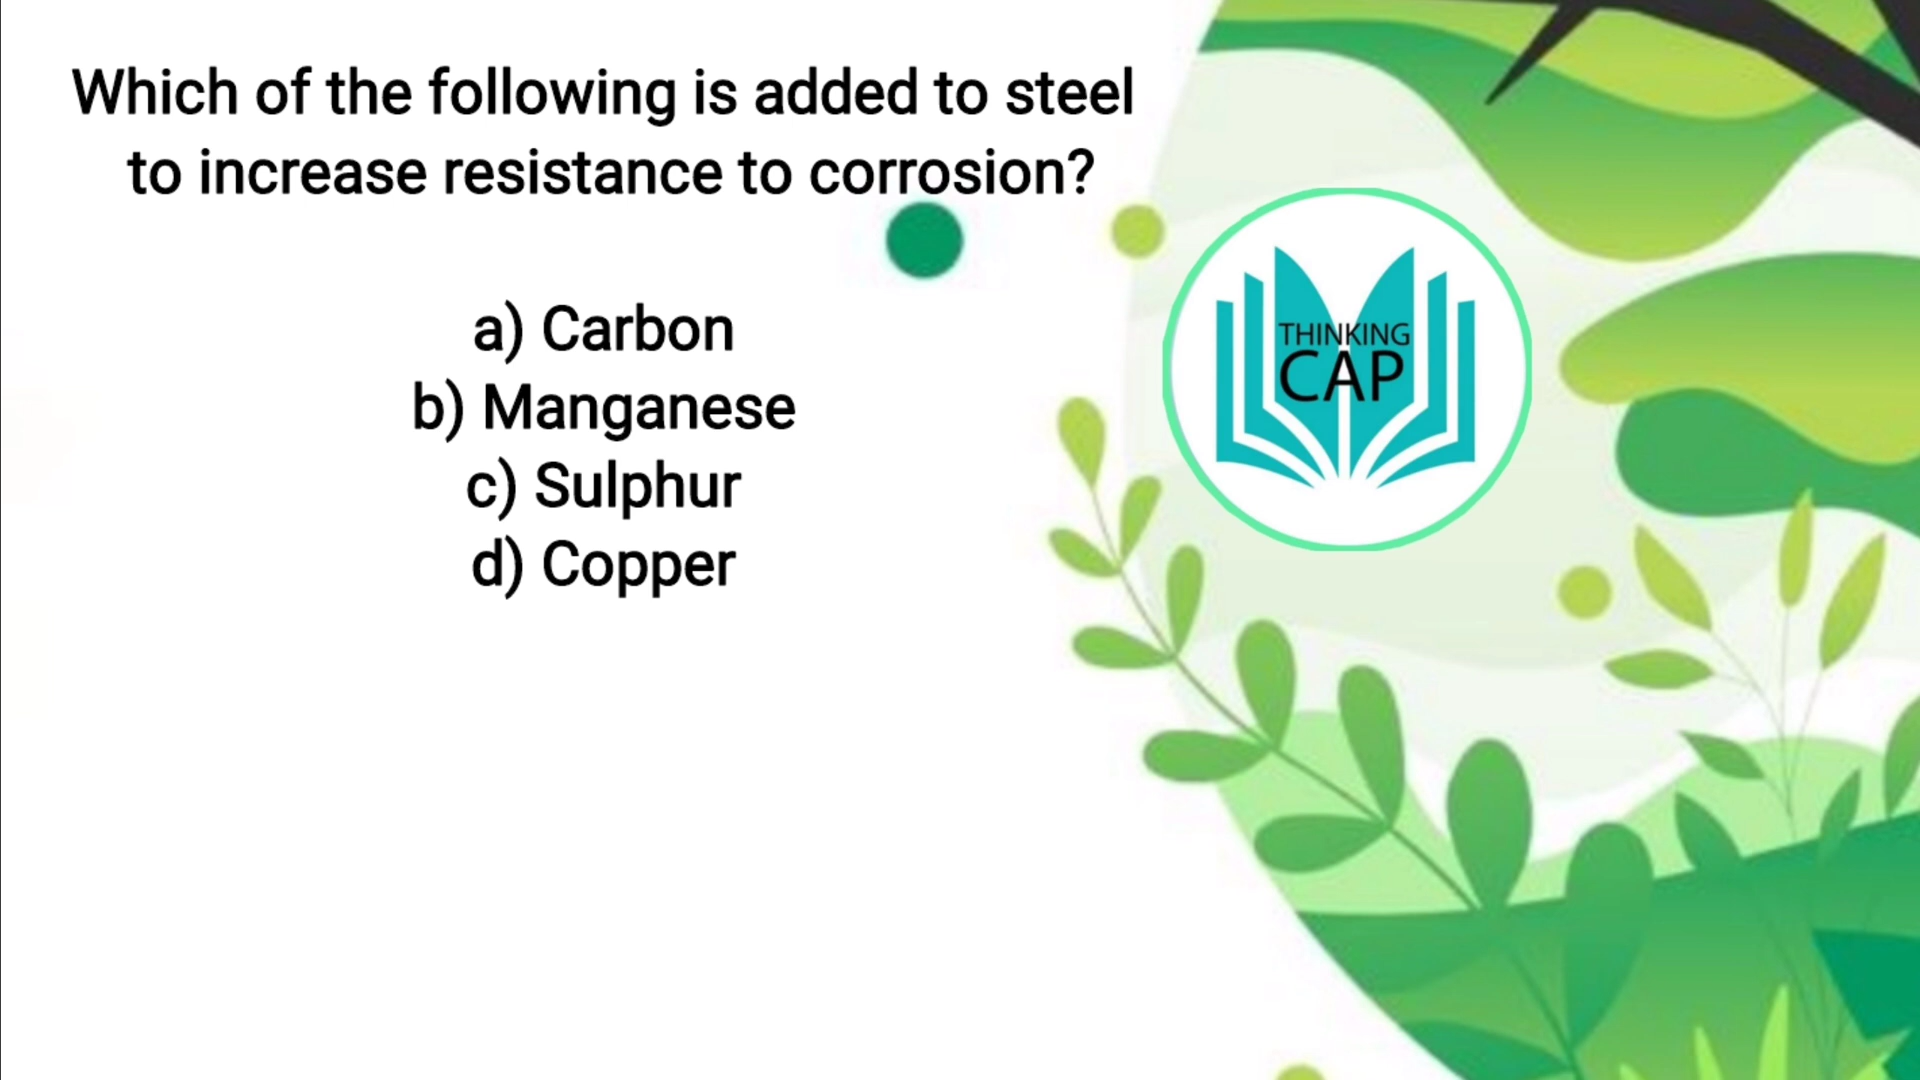 Which of the following is added to steel
to increase resistance to corrosion?
a) Carbon
b) Manganese
c) Sulphur
d) Copper
THINKING
CAP